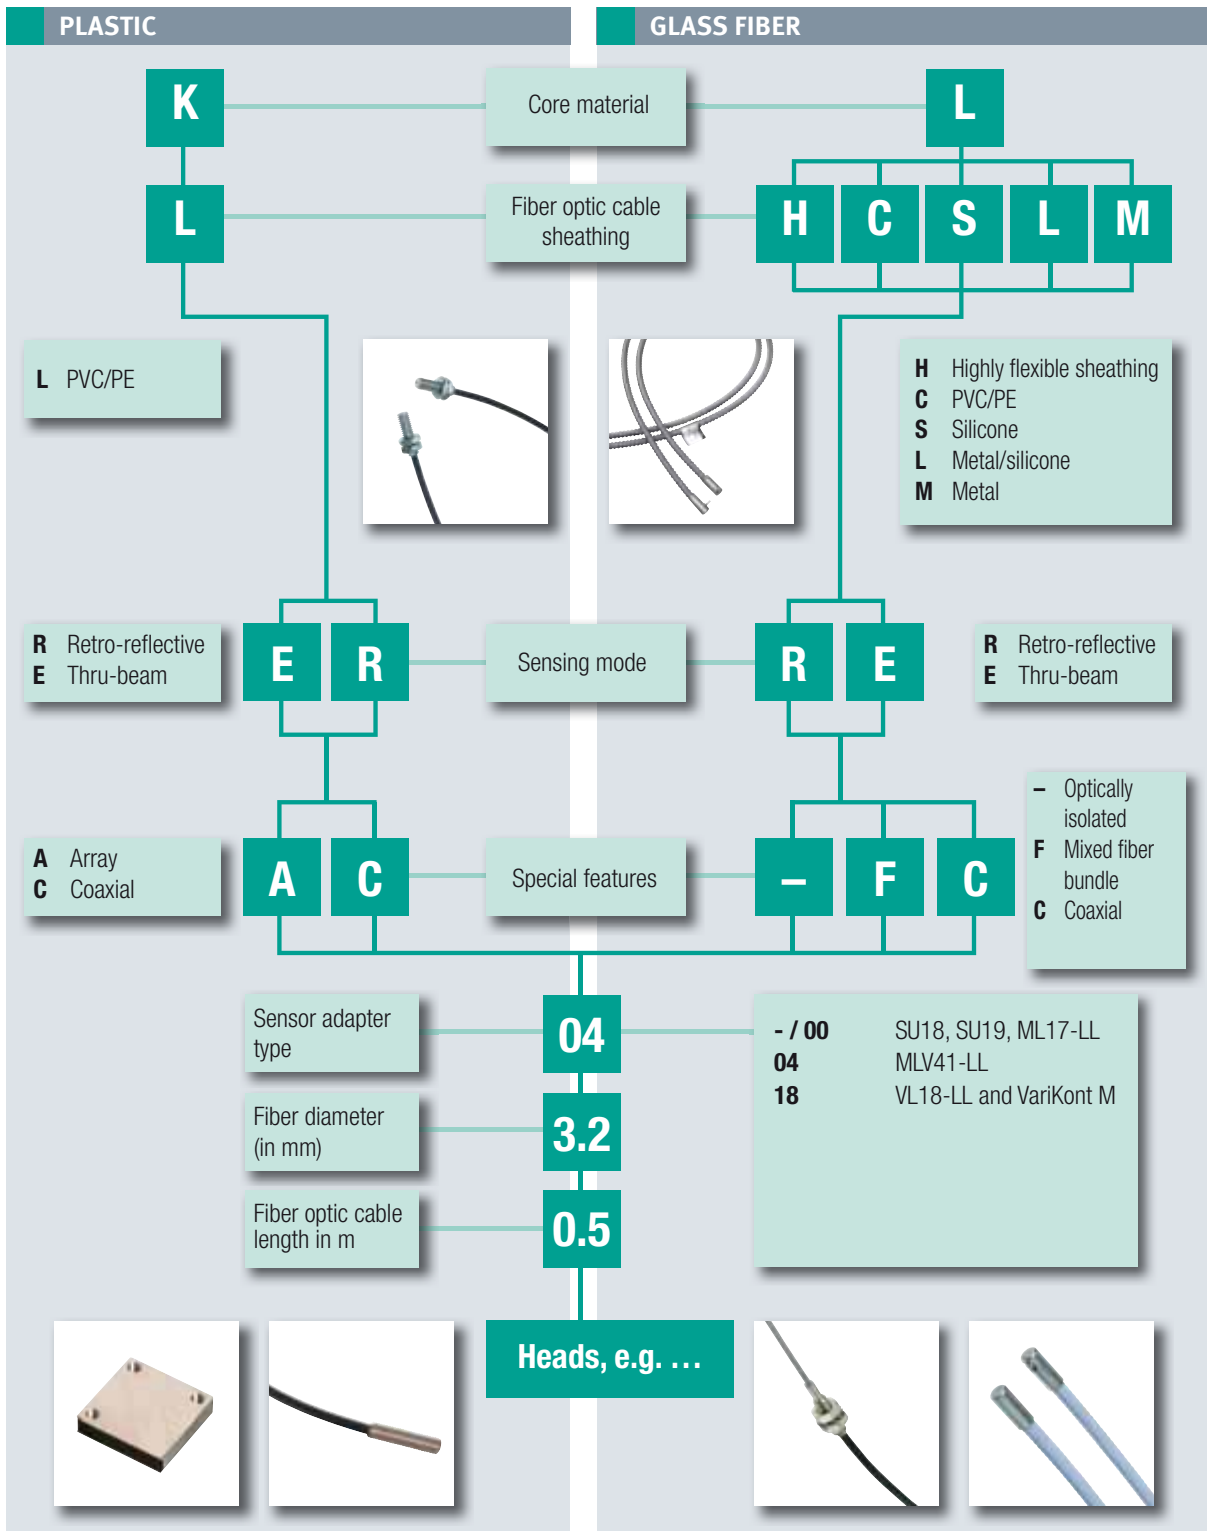 PLASTIC
GLASS FIBER
K
Core material
L
L
Fiber optic cable
sheathing
H C S L M
L PVC/PE
H Highly flexible sheathing
C PVC/PE
S Silicone
L Metal/silicone
M Metal
R Retro-reflective
E Thru-beam
E R
Sensing mode
R E
R Retro-reflective
E Thru-beam
A Array
C Coaxial
A C
Special features
– F C
– Optically
isolated
F Mixed fiber
bundle
C Coaxial
Sensor adapter
type
04
- / 00 SU18, SU19, ML17-LL
04 MLV41-LL
18 VL18-LL and VariKont M
Fiber diameter
(in mm)
3.2
Fiber optic cable
length in m
0.5
Heads, e.g. ...